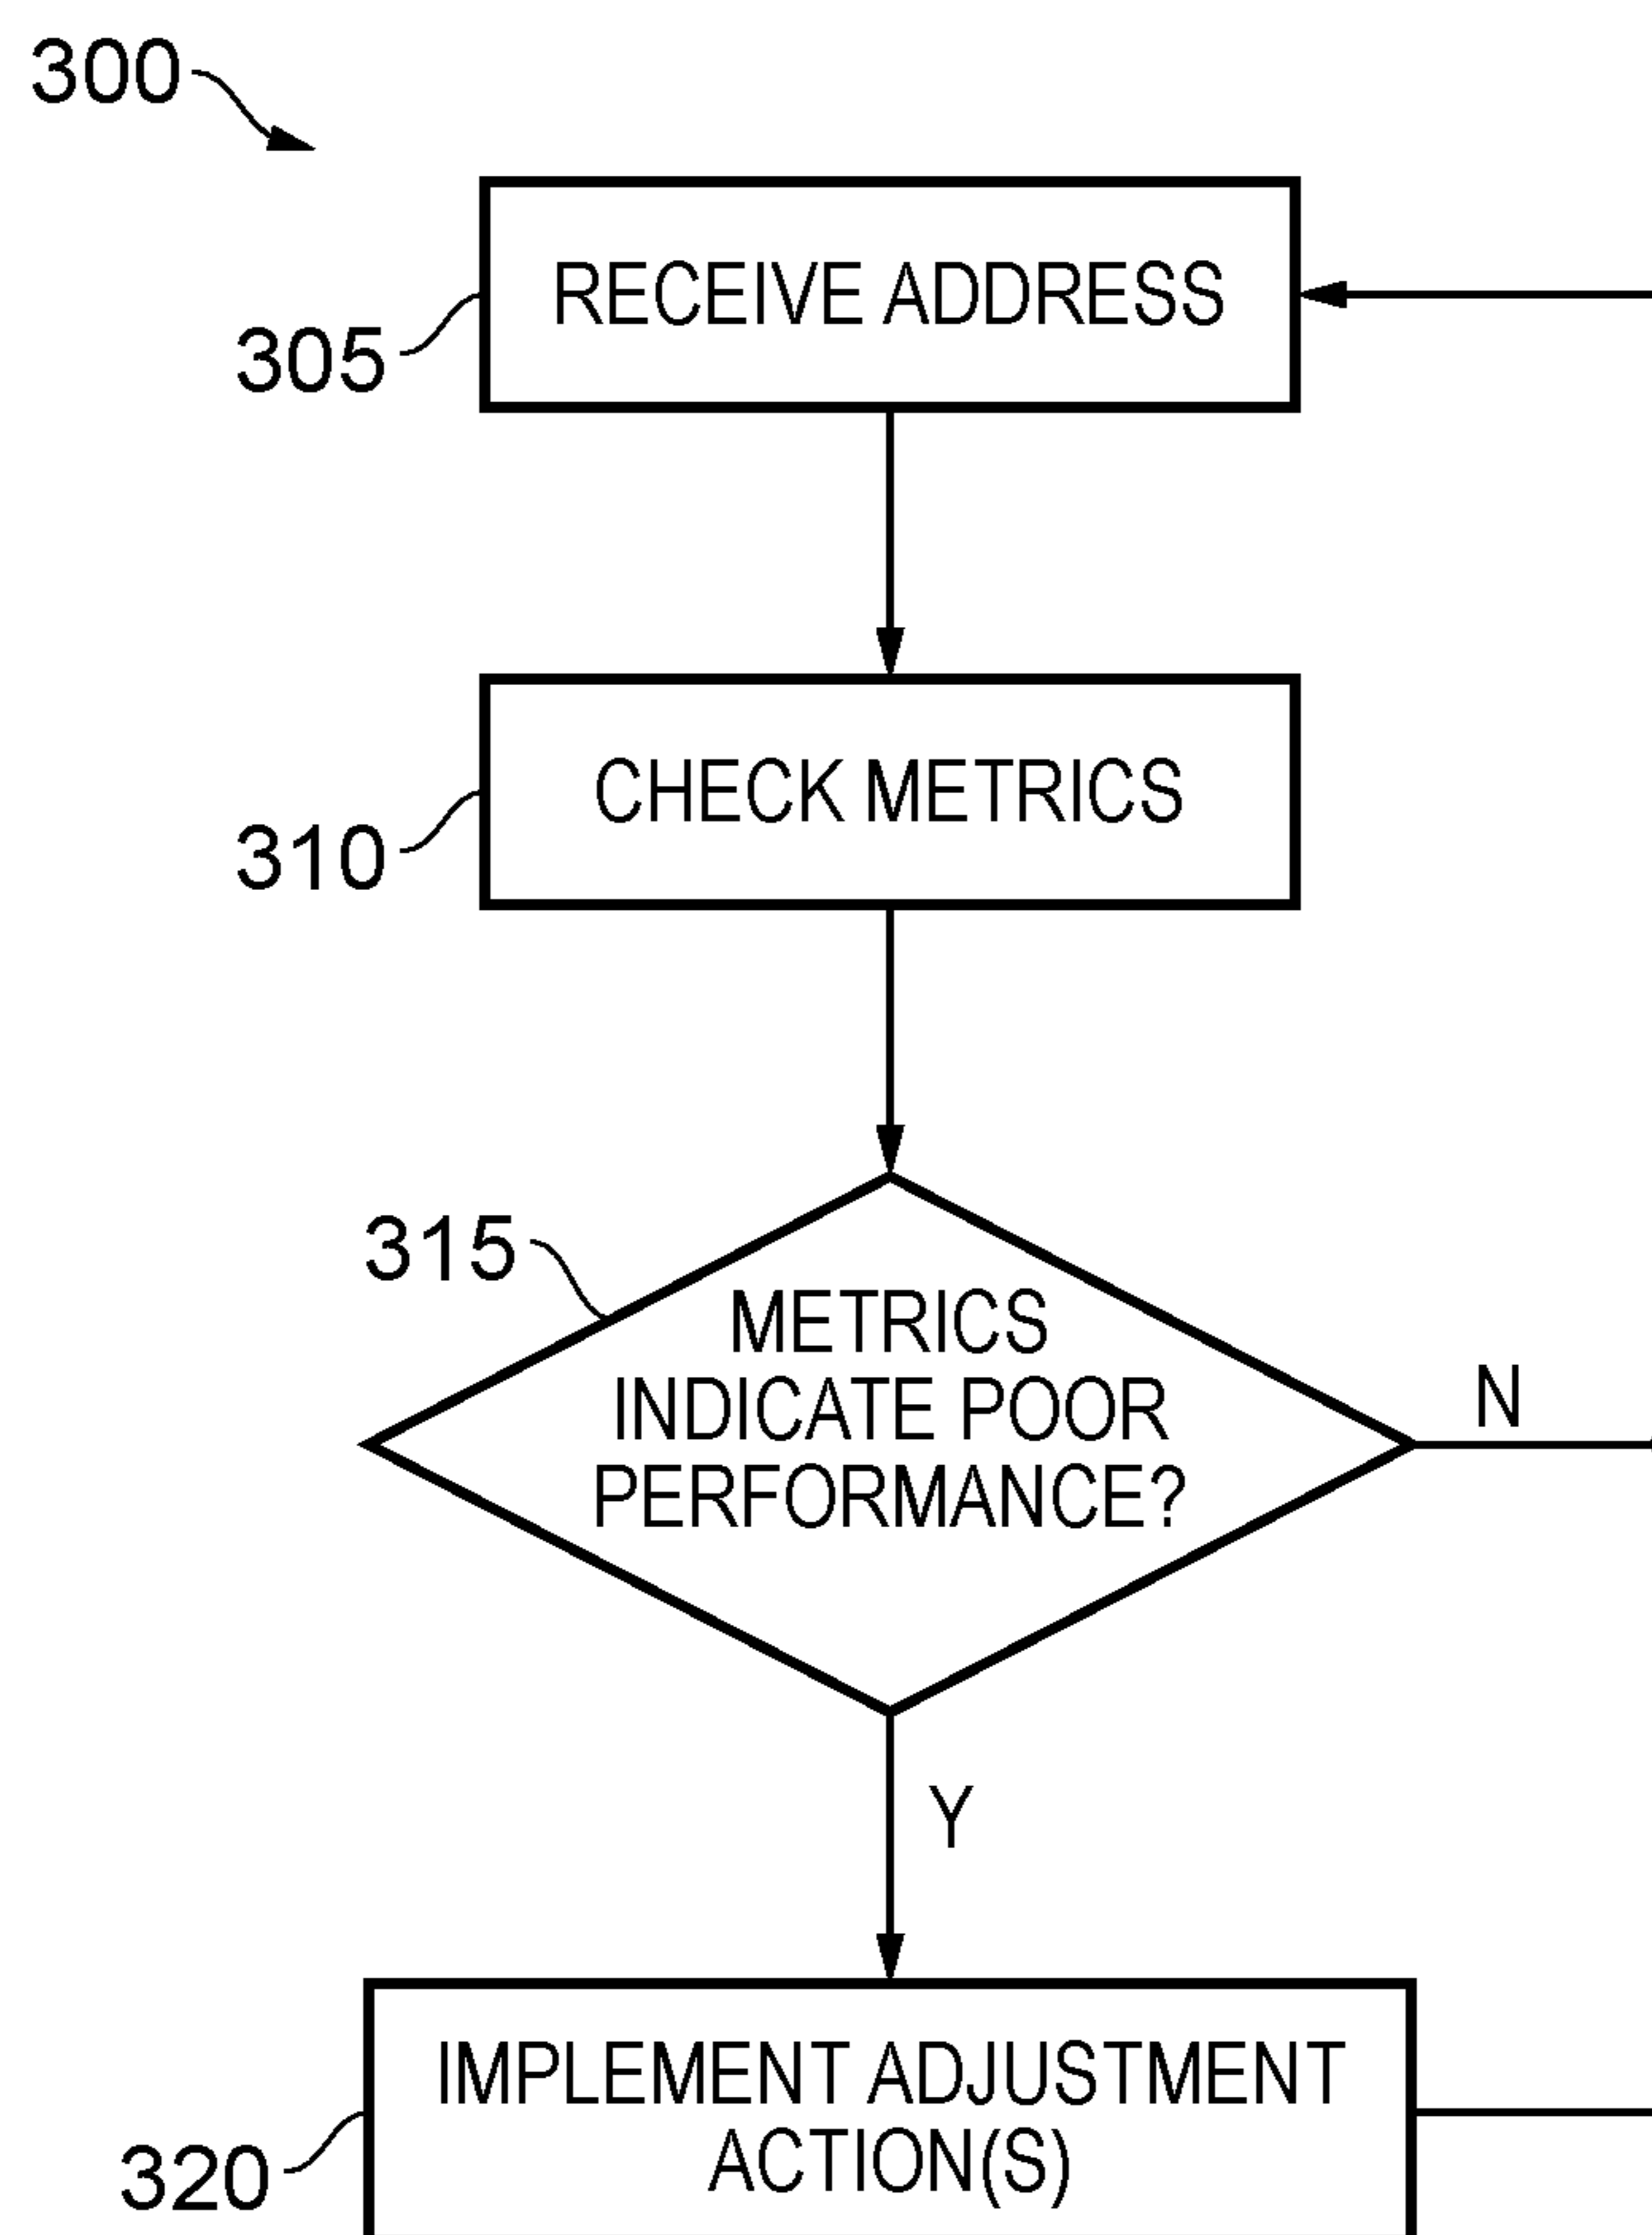 300
RECEIVE ADDRESS
305
CHECK METRICS
310
315
METRICS
INDICATE POOR
PERFORMANCE?
N
Y
IMPLEMENT ADJUSTMENT
ACTION(S)
320